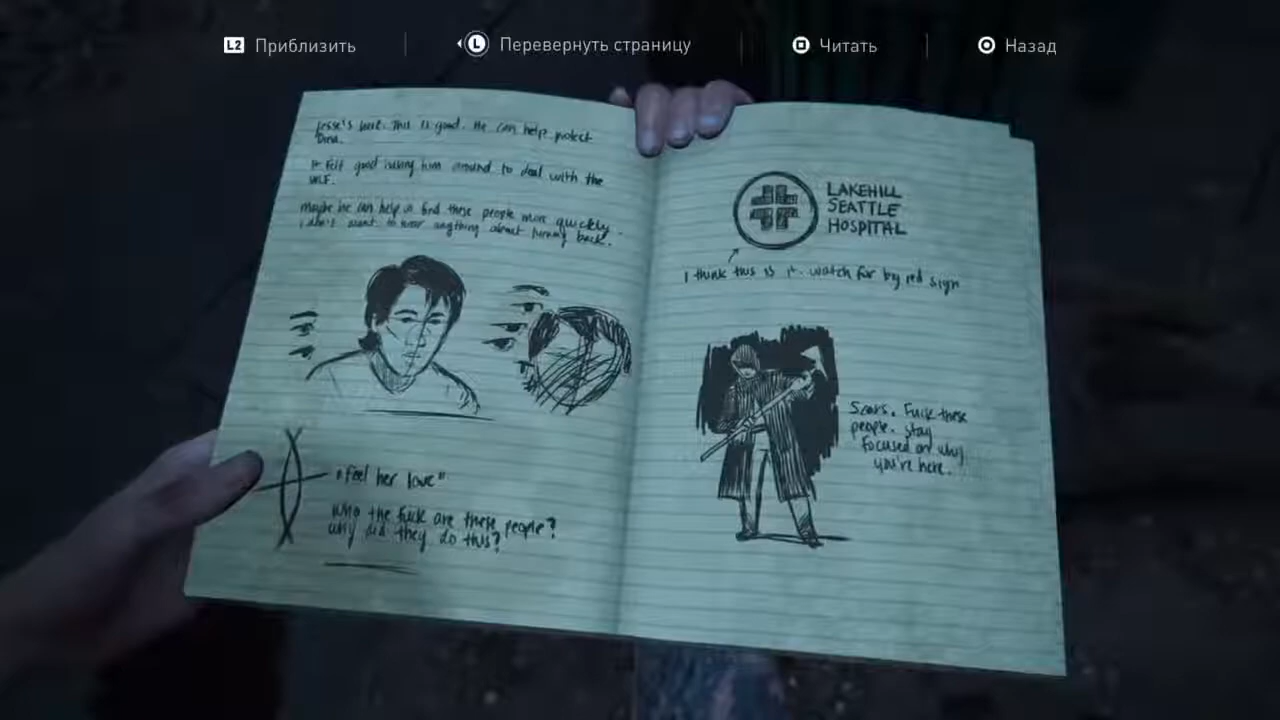 L2 Приблизить
L Перевернуть страницу
Читать
Назад
Jesse's here. This is good. He can help protect
Dina.
It felt good having him around to deal with the
WLF.
Maybe he can help us find these people more quickly.
I don't want to hear anything about turning back.
"Feel her love"
Who the fuck are these people?
why did they do this?
LAKEHILL
SEATTLE
HOSPITAL
I think this is it. watch for big red sign
Scars. Fuck these
people. Stay
focused on why
you're here.